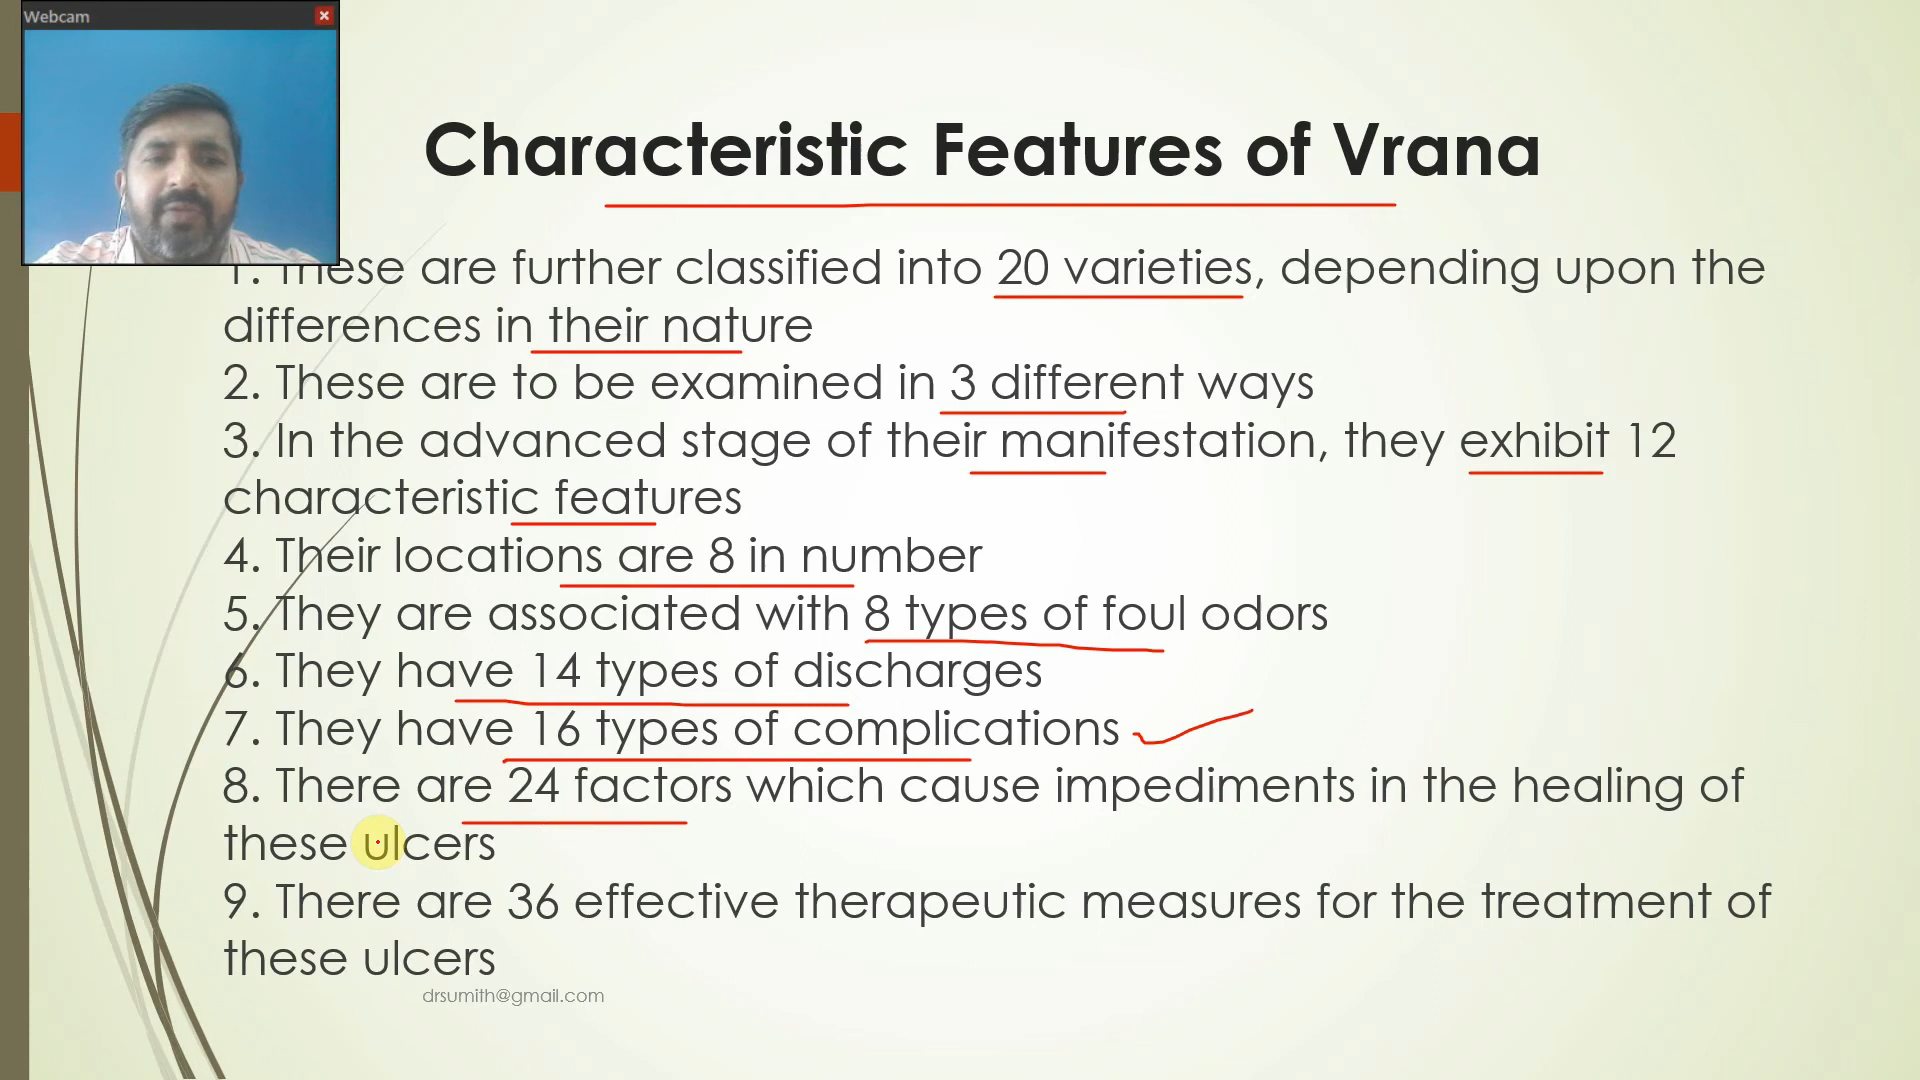 Webcam
Characteristic Features of Vrana
1. These are further classified into 20 varieties, depending upon the
differences in their nature
2. These are to be examined in 3 different ways
3. In the advanced stage of their manifestation, they exhibit 12
characteristic features
4. Their locations are 8 in number
5. They are associated with 8 types of foul odors
6. They have 14 types of discharges
7. They have 16 types of complications
8. There are 24 factors which cause impediments in the healing of
these ulcers
9. There are 36 effective therapeutic measures for the treatment of
these ulcers
drsumith@gmail.com